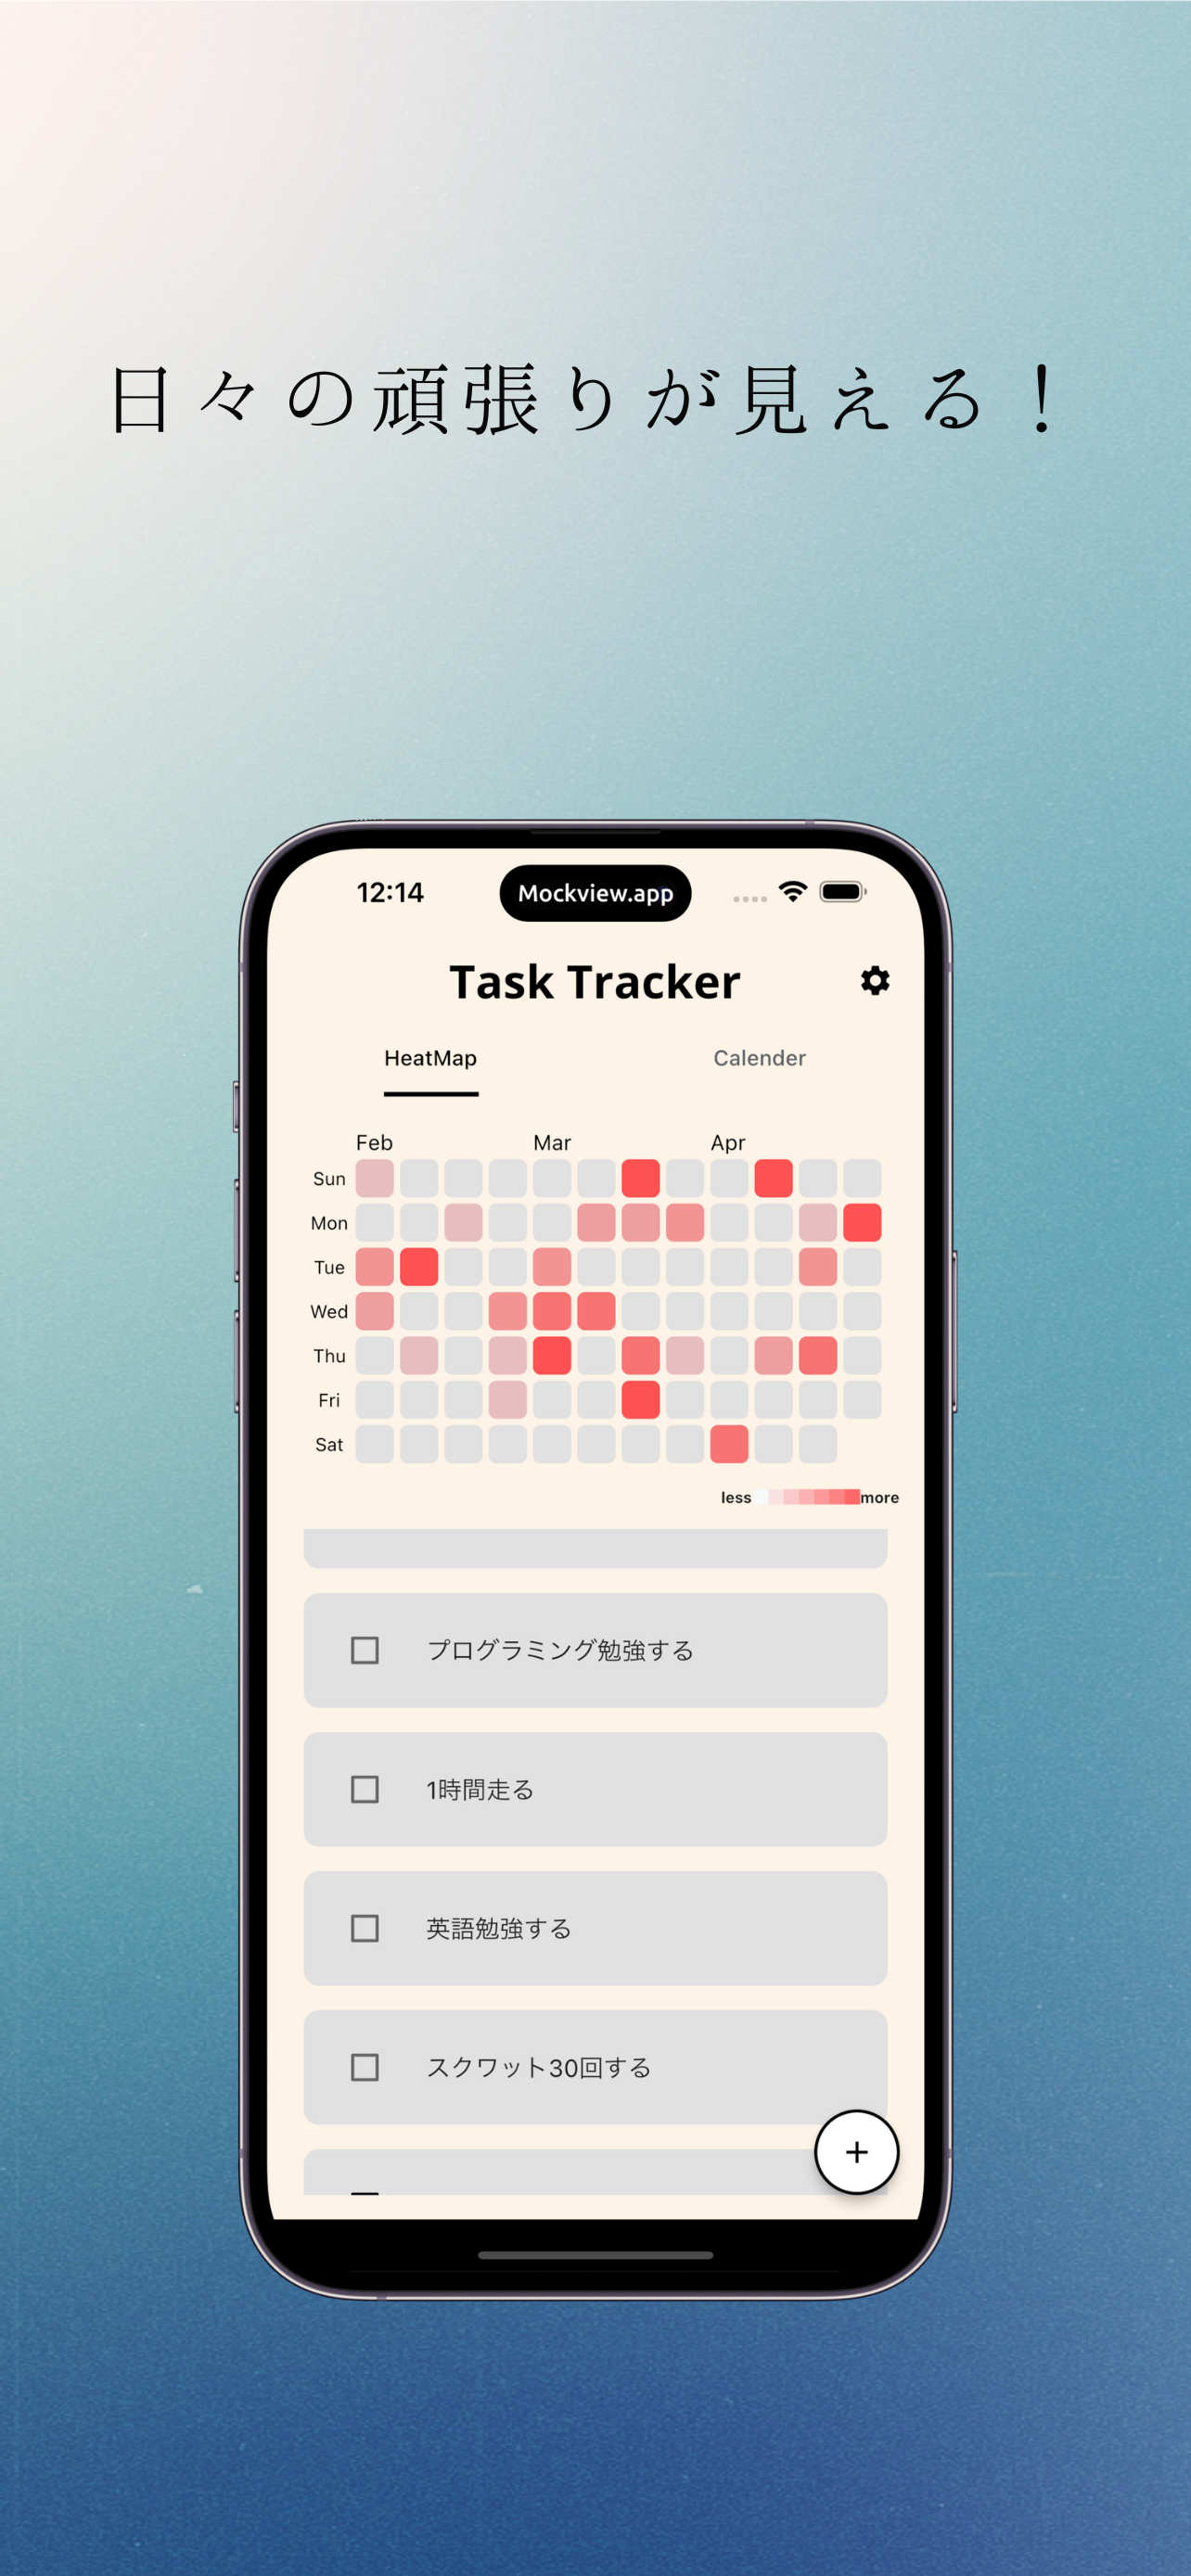 日々の頑張りが見える！
12:14 Mockview.app
Task Tracker
HeatMap Calender
Feb Mar Apr
Sun
Mon
Tue
Wed
Thu
Fri
Sat
less more
プログラミング勉強する
1時間走る
英語勉強する
スクワット30回する
+